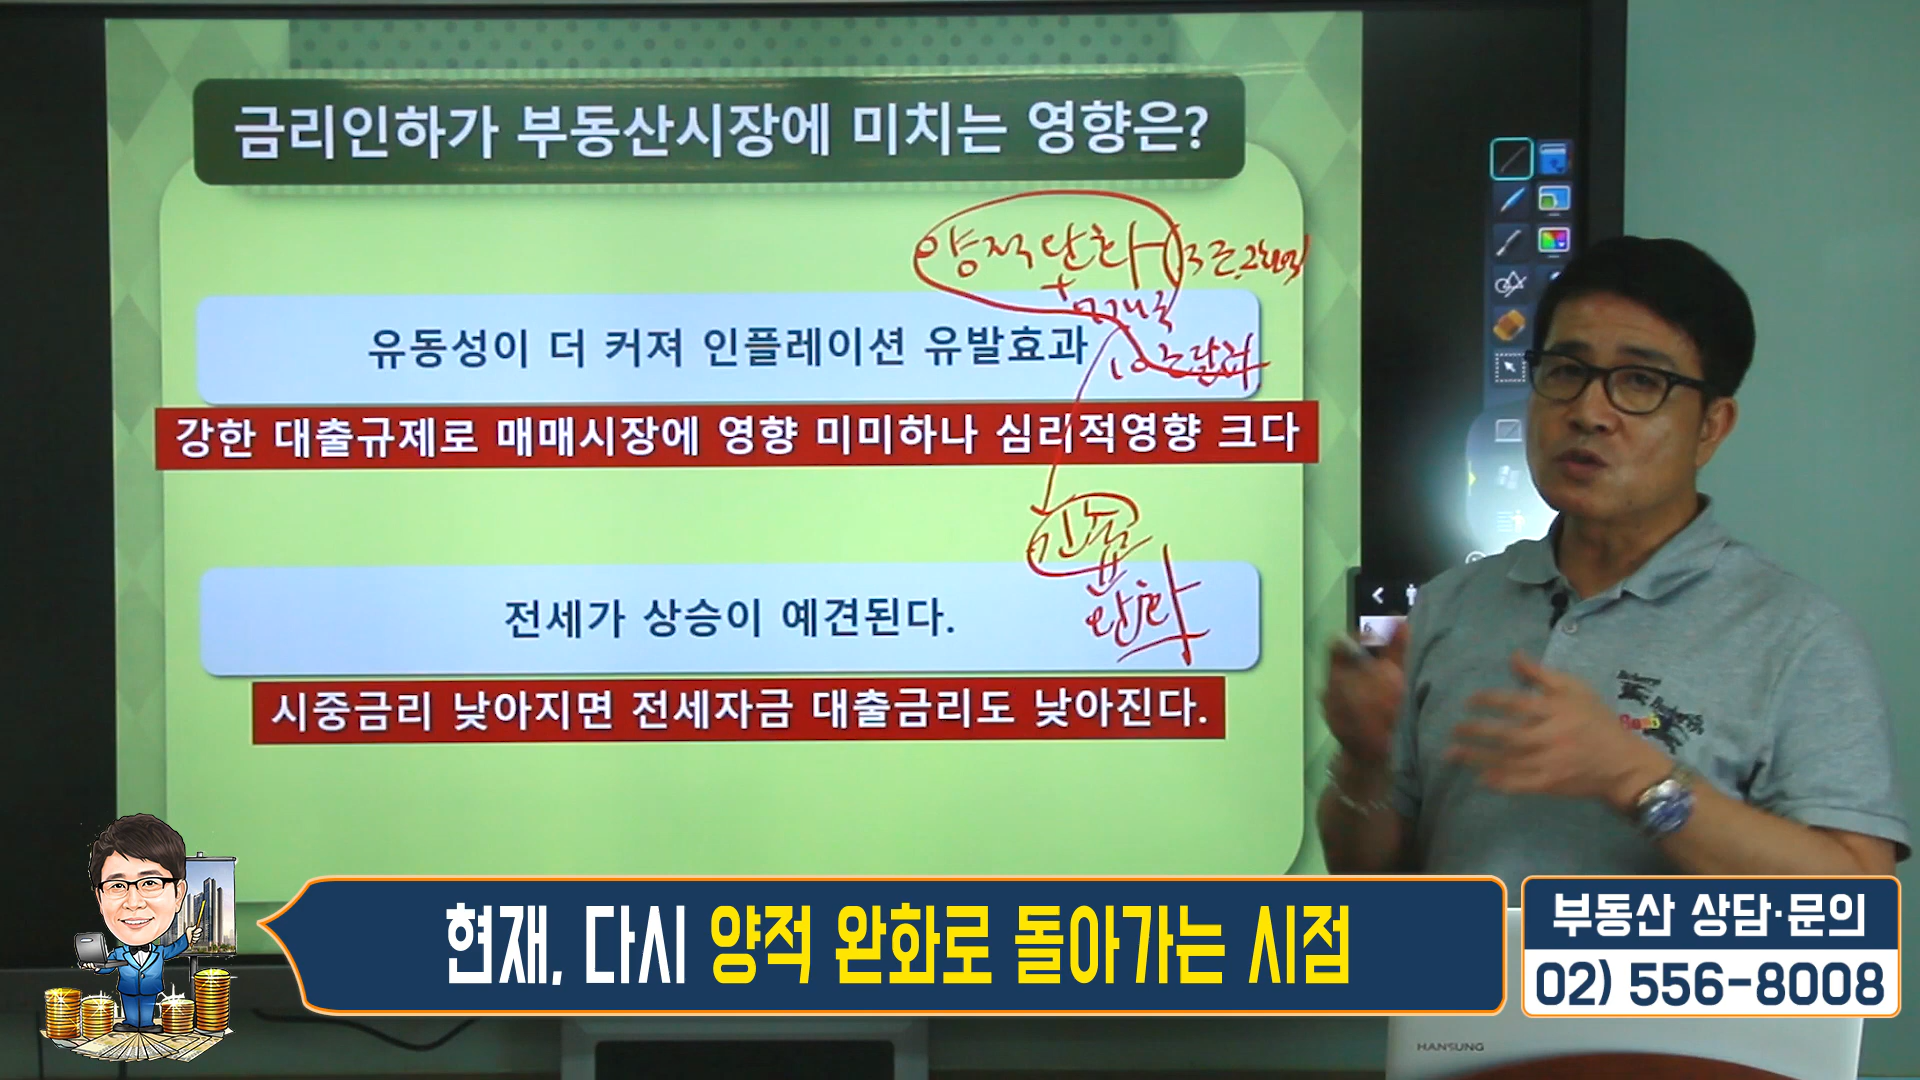 금리인하가 부동산시장에 미치는 영향은?
양적완화
유동성이 더 커져 인플레이션 유발효과
강한 대출규제로 매매시장에 영향 미미하나 심리적영향 크다
완화
전세가 상승이 예견된다.
시중금리 낮아지면 전세자금 대출금리도 낮아진다.
현재, 다시 양적 완화로 돌아가는 시점
부동산 상담·문의
02) 556-8008
HANSUNG